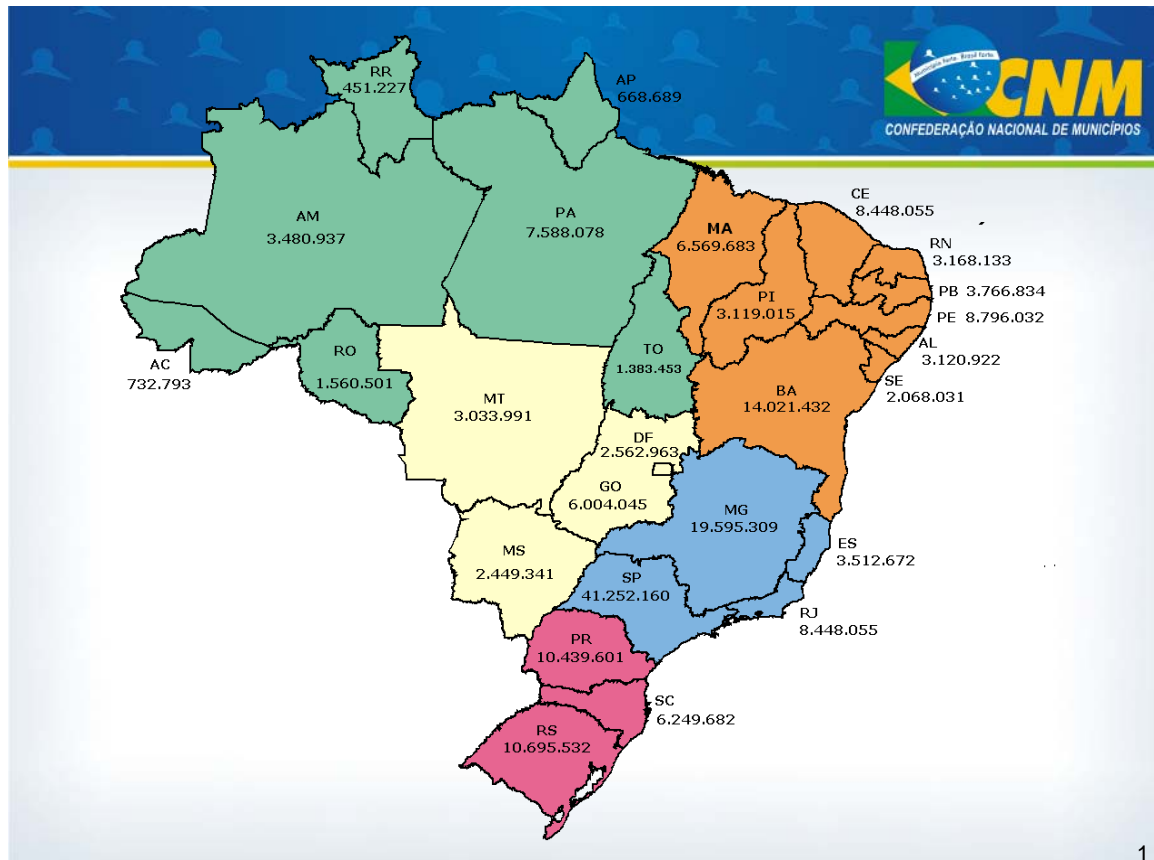 Município Forte, Brasil Forte
CNM
CONFEDERAÇÃO NACIONAL DE MUNICÍPIOS
RR
451.227
AP
668.689
AM
3.480.937
PA
7.588.078
MA
6.569.683
CE
8.448.055
RN
3.168.133
PI
3.119.015
PB 3.766.834
PE 8.796.032
AL
3.120.922
SE
2.068.031
AC
732.793
RO
1.560.501
TO
1.383.453
BA
14.021.432
MT
3.033.991
DF
2.562.963
GO
6.004.045
MG
19.595.309
ES
3.512.672
MS
2.449.341
SP
41.252.160
RJ
8.448.055
PR
10.439.601
SC
6.249.682
RS
10.695.532
1